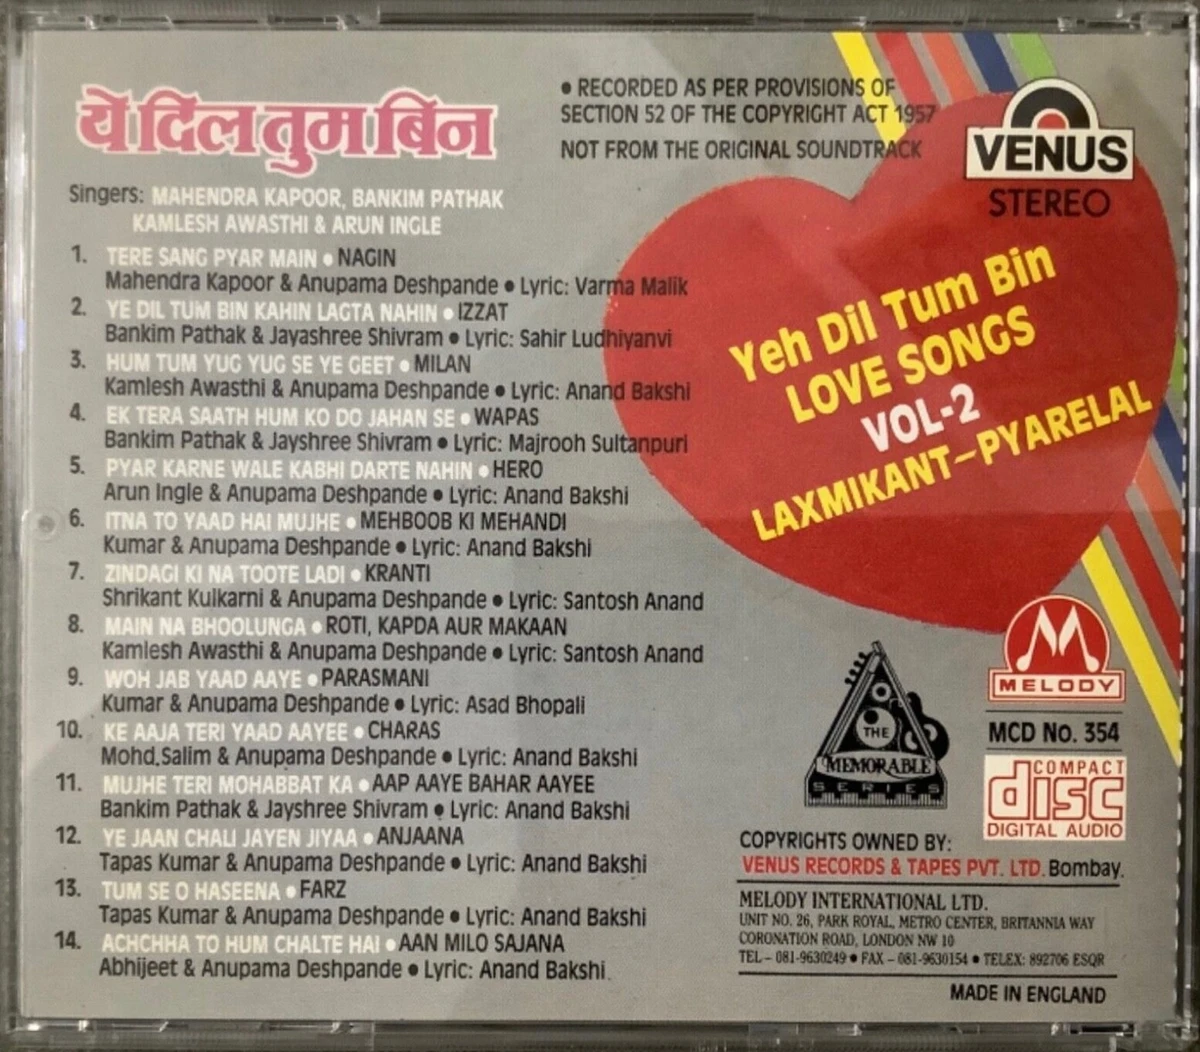 ये दिल तुम बिन
Singers: MAHENDRA KAPOOR, BANKIM PATHAK
KAMLESH AWASTHI & ARUN INGLE
1. TERE SANG PYAR MAIN • NAGIN
Mahendra Kapoor & Anupama Deshpande • Lyric: Varma Malik
2. YE DIL TUM BIN KAHIN LAGTA NAHIN • IZZAT
Bankim Pathak & Jayashree Shivram • Lyric: Sahir Ludhiyanvi
3. HUM TUM YUG YUG SE YE GEET • MILAN
Kamlesh Awasthi & Anupama Deshpande • Lyric: Anand Bakshi
4. EK TERA SAATH HUM KO DO JAHAN SE • WAPAS
Bankim Pathak & Jayshree Shivram • Lyric: Majrooh Sultanpuri
5. PYAR KARNE WALE KABHI DARTE NAHIN • HERO
Arun Ingle & Anupama Deshpande • Lyric: Anand Bakshi
6. ITNA TO YAAD HAI MUJHE • MEHBOOB KI MEHANDI
Kumar & Anupama Deshpande • Lyric: Anand Bakshi
7. ZINDAGI KI NA TOOTE LADI • KRANTI
Shrikant Kulkarni & Anupama Deshpande • Lyric: Santosh Anand
8. MAIN NA BHOOLUNGA • ROTI, KAPDA AUR MAKAAN
Kamlesh Awasthi & Anupama Deshpande • Lyric: Santosh Anand
9. WOH JAB YAAD AAYE • PARASMANI
Kumar & Anupama Deshpande • Lyric: Asad Bhopali
10. KE AAJA TERI YAAD AAYEE • CHARAS
Mohd.Salim & Anupama Deshpande • Lyric: Anand Bakshi
11. MUJHE TERI MOHABBAT KA • AAP AAYE BAHAR AAYEE
Bankim Pathak & Jayshree Shivram • Lyric: Anand Bakshi
12. YE JAAN CHALI JAYEN JIYAA • ANJAANA
Tapas Kumar & Anupama Deshpande • Lyric: Anand Bakshi
13. TUM SE O HASEENA • FARZ
Tapas Kumar & Anupama Deshpande • Lyric: Anand Bakshi
14. ACHCHHA TO HUM CHALTE HAI • AAN MILO SAJANA
Abhijeet & Anupama Deshpande • Lyric: Anand Bakshi
• RECORDED AS PER PROVISIONS OF
SECTION 52 OF THE COPYRIGHT ACT 1957
NOT FROM THE ORIGINAL SOUNDTRACK
VENUS
STEREO
Yeh Dil Tum Bin
LOVE SONGS
VOL-2
LAXMIKANT-PYARELAL
THE
MEMORABLE
SERIES
MELODY
MCD No. 354
COMPACT
disc
DIGITAL AUDIO
COPYRIGHTS OWNED BY:
VENUS RECORDS & TAPES PVT. LTD. Bombay.
MELODY INTERNATIONAL LTD.
UNIT NO. 26, PARK ROYAL, METRO CENTER, BRITANNIA WAY
CORONATION ROAD, LONDON NW 10
TEL – 081-9630249 • FAX – 081-9630154 • TELEX: 892706 ESQR
MADE IN ENGLAND